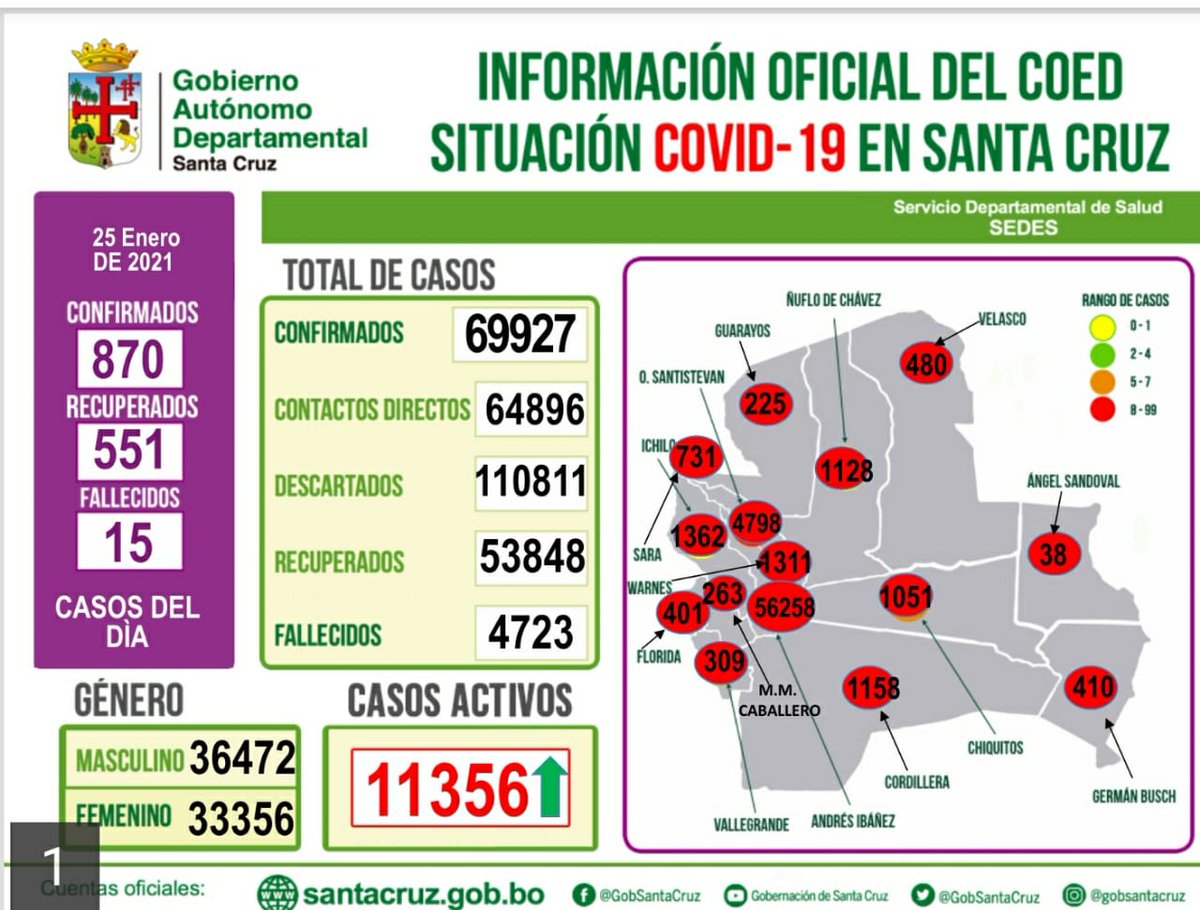 Gobierno
Autónomo
Departamental
Santa Cruz
INFORMACIÓN OFICIAL DEL COED
SITUACIÓN COVID-19 EN SANTA CRUZ
Servicio Departamental de Salud
SEDES
25 Enero
DE 2021
CONFIRMADOS
870
RECUPERADOS
551
FALLECIDOS
15
CASOS DEL
DÌA
TOTAL DE CASOS
CONFIRMADOS 69927
CONTACTOS DIRECTOS 64896
DESCARTADOS 110811
RECUPERADOS 53848
FALLECIDOS 4723
GÉNERO
MASCULINO 36472
FEMENINO 33356
CASOS ACTIVOS
11356
RANGO DE CASOS
0 - 1
2 - 4
5 - 7
8 - 99
ÑUFLO DE CHÁVEZ
VELASCO
GUARAYOS
480
O. SANTISTEVAN
225
ICHILO
731
1128
ÁNGEL SANDOVAL
4798
1362
SARA
38
1311
WARNES
263
1051
401
56258
FLORIDA
309
M.M.
CABALLERO
1158
410
CHIQUITOS
CORDILLERA
GERMÁN BUSCH
VALLEGRANDE
ANDRÉS IBÁÑEZ
1
Cuentas oficiales:
www
santacruz.gob.bo
@GobSantaCruz
Gobernación de Santa Cruz
@GobSantaCruz
@gobsantacruz